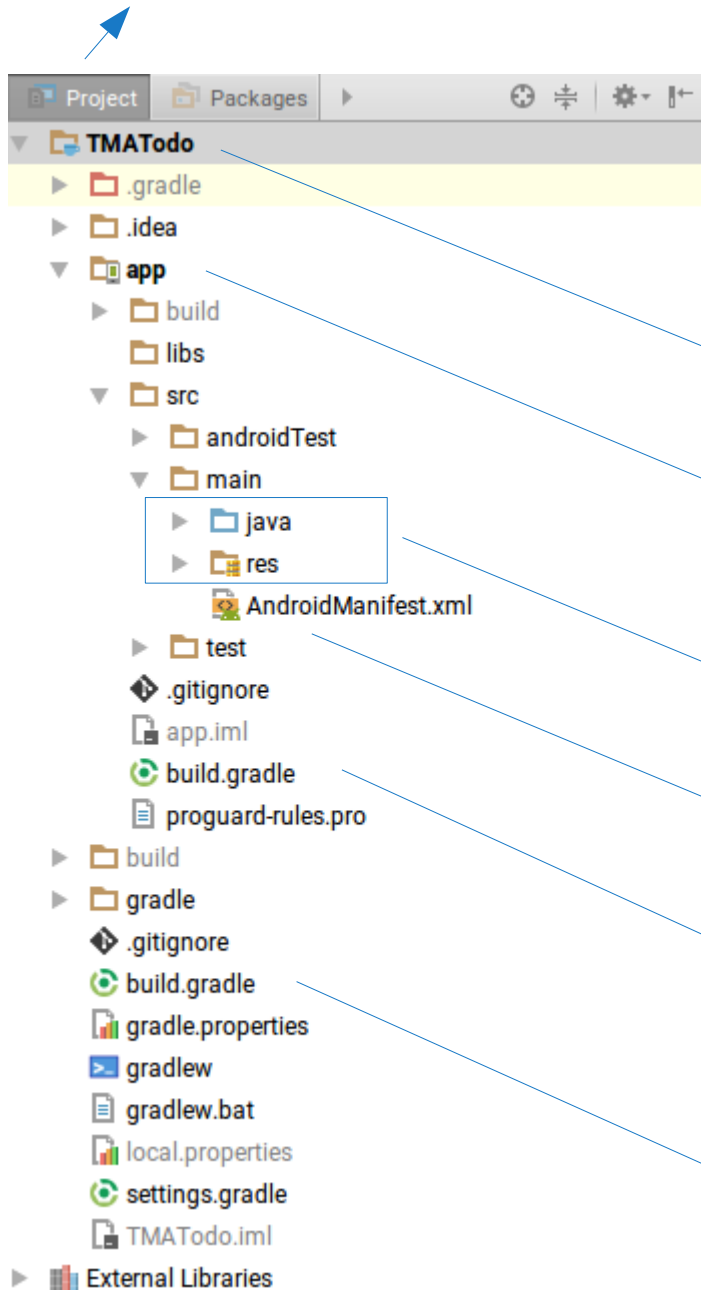 Project Packages
TMATodo
.gradle
.idea
app
build
libs
src
androidTest
main
java
res
AndroidManifest.xml
test
.gitignore
app.iml
build.gradle
proguard-rules.pro
build
gradle
.gitignore
build.gradle
gradle.properties
gradlew
gradlew.bat
local.properties
settings.gradle
TMATodo.iml
External Libraries